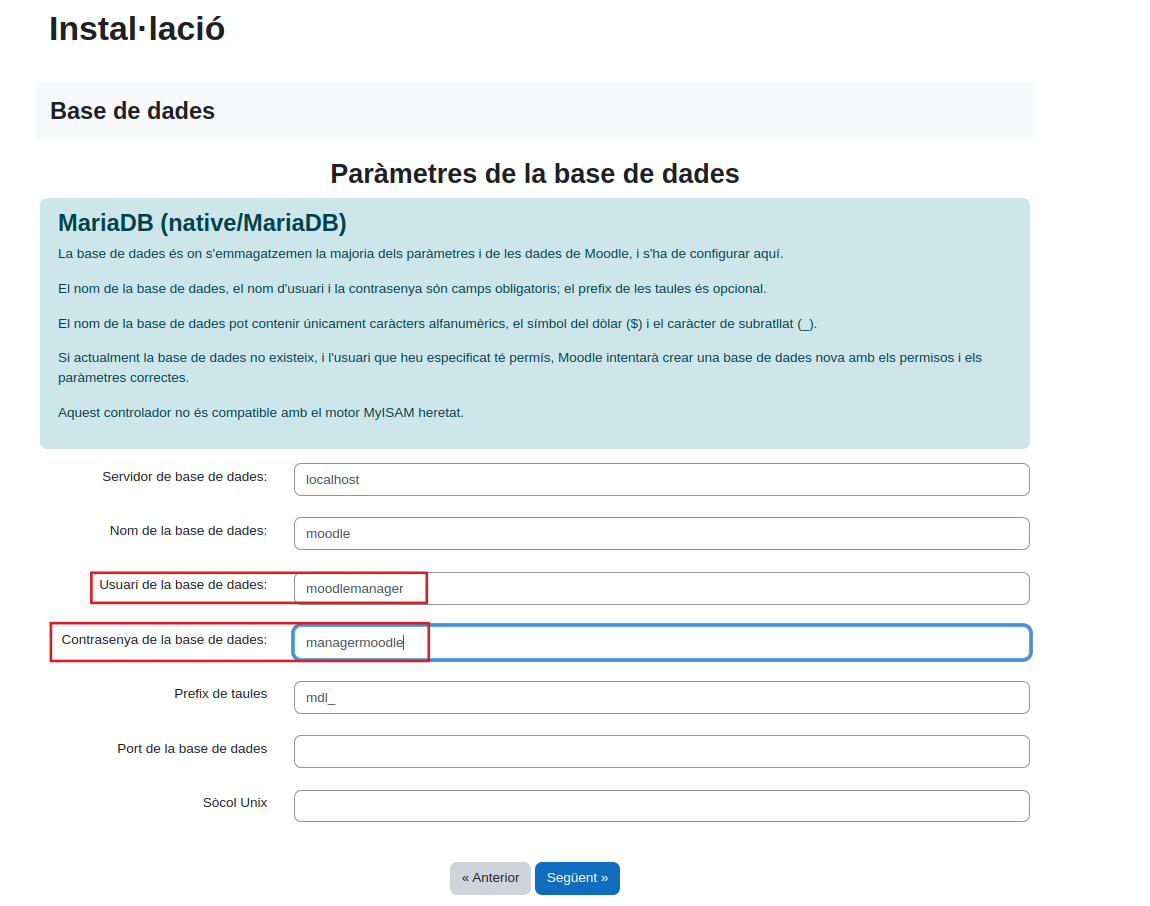 Instal·lació
Base de dades
Paràmetres de la base de dades
MariaDB (native/MariaDB)
La base de dades és on s'emmagatzemen la majoria dels paràmetres i de les dades de Moodle, i s'ha de configurar aquí.
El nom de la base de dades, el nom d'usuari i la contrasenya són camps obligatoris; el prefix de les taules és opcional.
El nom de la base de dades pot contenir únicament caràcters alfanumèrics, el símbol del dòlar ($) i el caràcter de subratllat (_).
Si actualment la base de dades no existeix, i l'usuari que heu especificat té permís, Moodle intentarà crear una base de dades nova amb els permisos i els
paràmetres correctes.
Aquest controlador no és compatible amb el motor MyISAM heretat.
Servidor de base de dades: localhost
Nom de la base de dades: moodle
Usuari de la base de dades: moodlemanager
Contrasenya de la base de dades: managermoodle
Prefix de taules mdl_
Port de la base de dades
Sòcol Unix
« Anterior Següent »